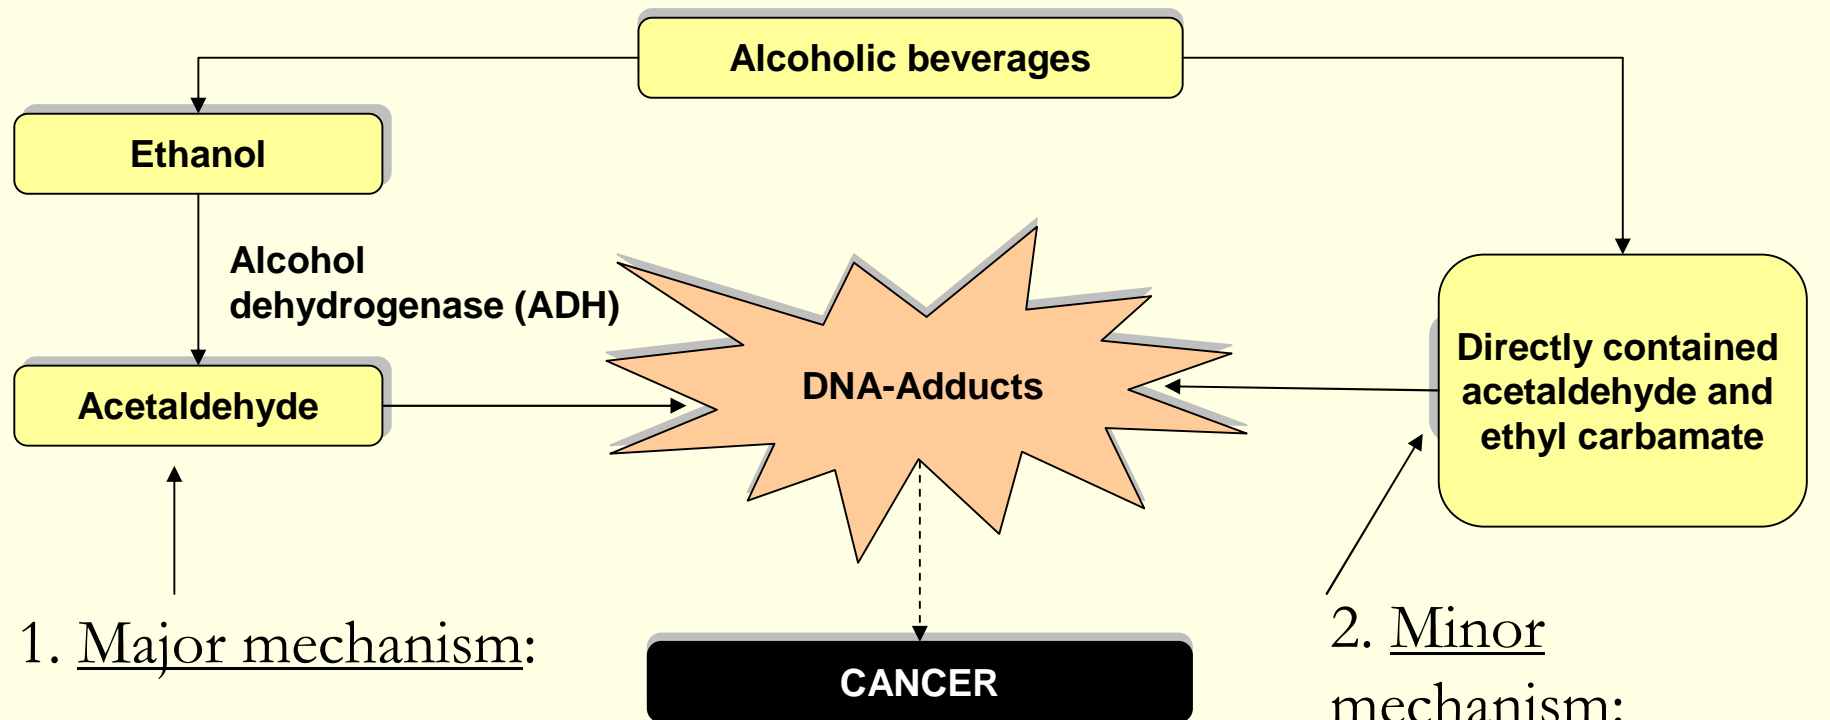 Alcoholic beverages
Ethanol
Alcohol
dehydrogenase (ADH)
Acetaldehyde
DNA-Adducts
Directly contained
acetaldehyde and
ethyl carbamate
1. Major mechanism:
2. Minor
mechanism:
CANCER